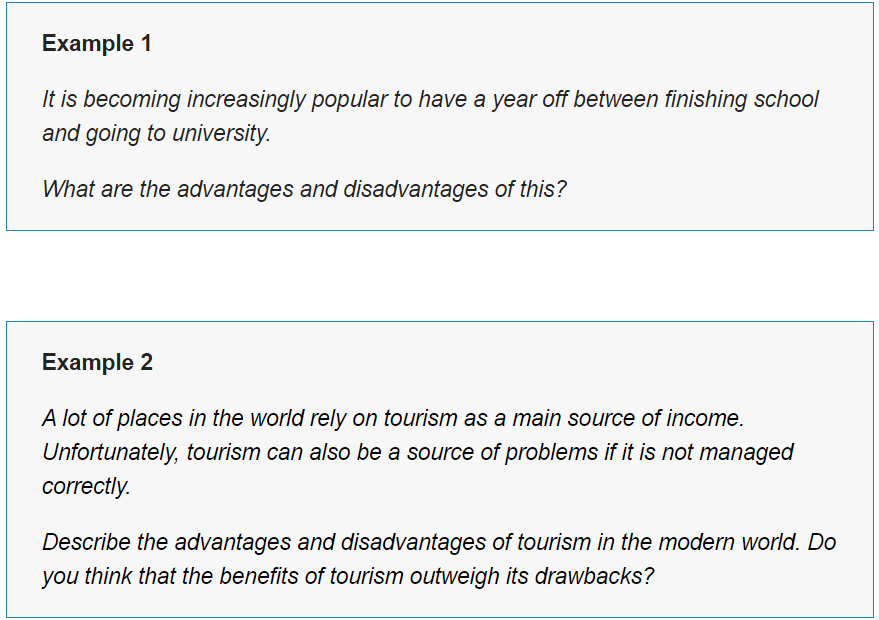 Example 1
It is becoming increasingly popular to have a year off between finishing school
and going to university.
What are the advantages and disadvantages of this?
Example 2
A lot of places in the world rely on tourism as a main source of income.
Unfortunately, tourism can also be a source of problems if it is not managed
correctly.
Describe the advantages and disadvantages of tourism in the modern world. Do
you think that the benefits of tourism outweigh its drawbacks?